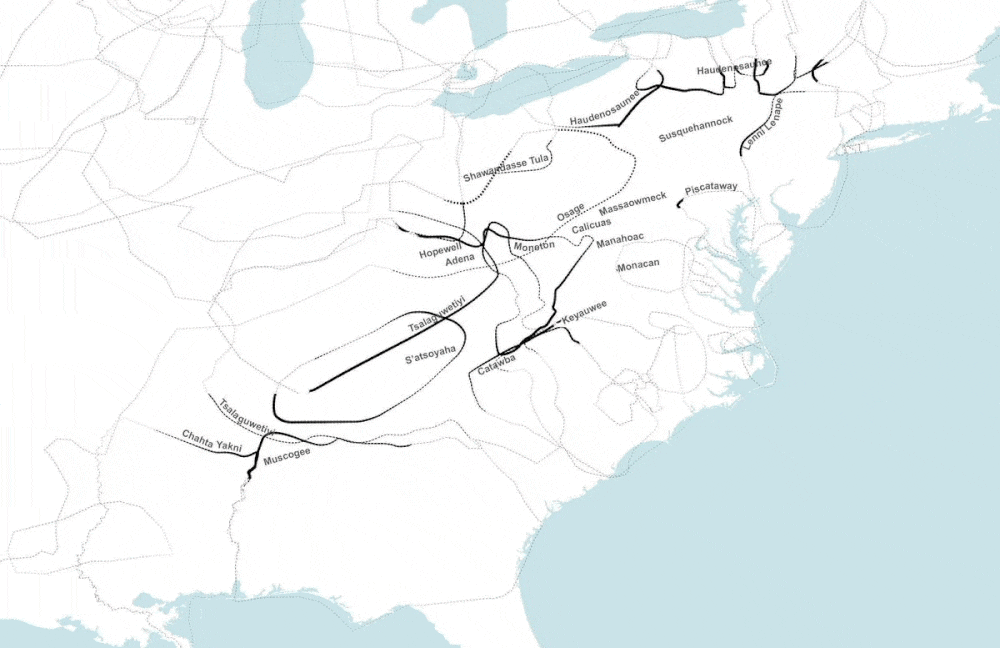 Haudenosaunee
Haudenosaunee
Susquehannock
Lenni Lenape
Shawandasse Tula
Piscataway
Osage
Massaowmeck
Calicuas
Manahoac
Hopewell
Adena
Moneton
Monacan
Tsalaguwetiyi
Keyauwee
S'atsoyaha
Catawba
Tsalaguwetiyi
Chahta Yakni
Muscogee